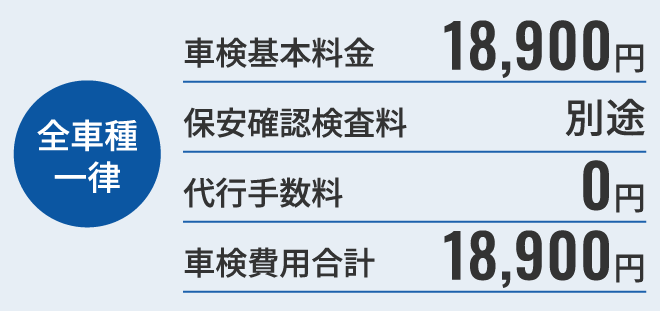 全車種
一律
車検基本料金 18,900円
保安確認検査料 別途
代行手数料 0円
車検費用合計 18,900円